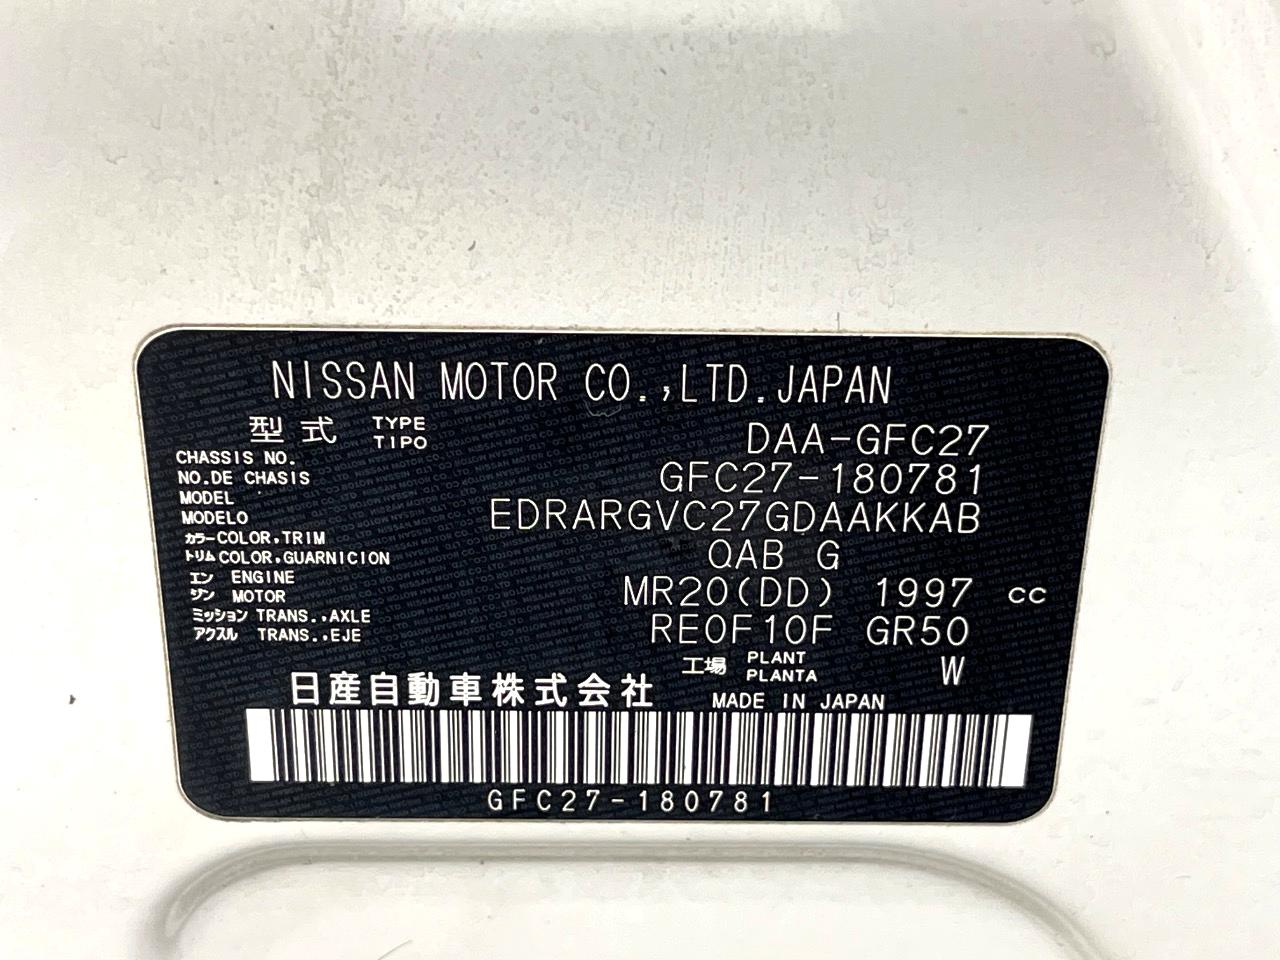 NISSAN MOTOR CO.,LTD.JAPAN
型式 TYPE TIPO DAA-GFC27
CHASSIS NO.
NO.DE CHASIS GFC27-180781
MODEL
MODELO EDRARGVC27GDAAKKAB
カラー COLOR,TRIM
トリム COLOR,GUARNICION QAB G
エン ENGINE
ジン MOTOR MR20(DD) 1997 cc
ミッション TRANS.,AXLE
アクスル TRANS.,EJE RE0F10F GR50
工場 PLANT PLANTA W
日産自動車株式会社 MADE IN JAPAN
GFC27-180781